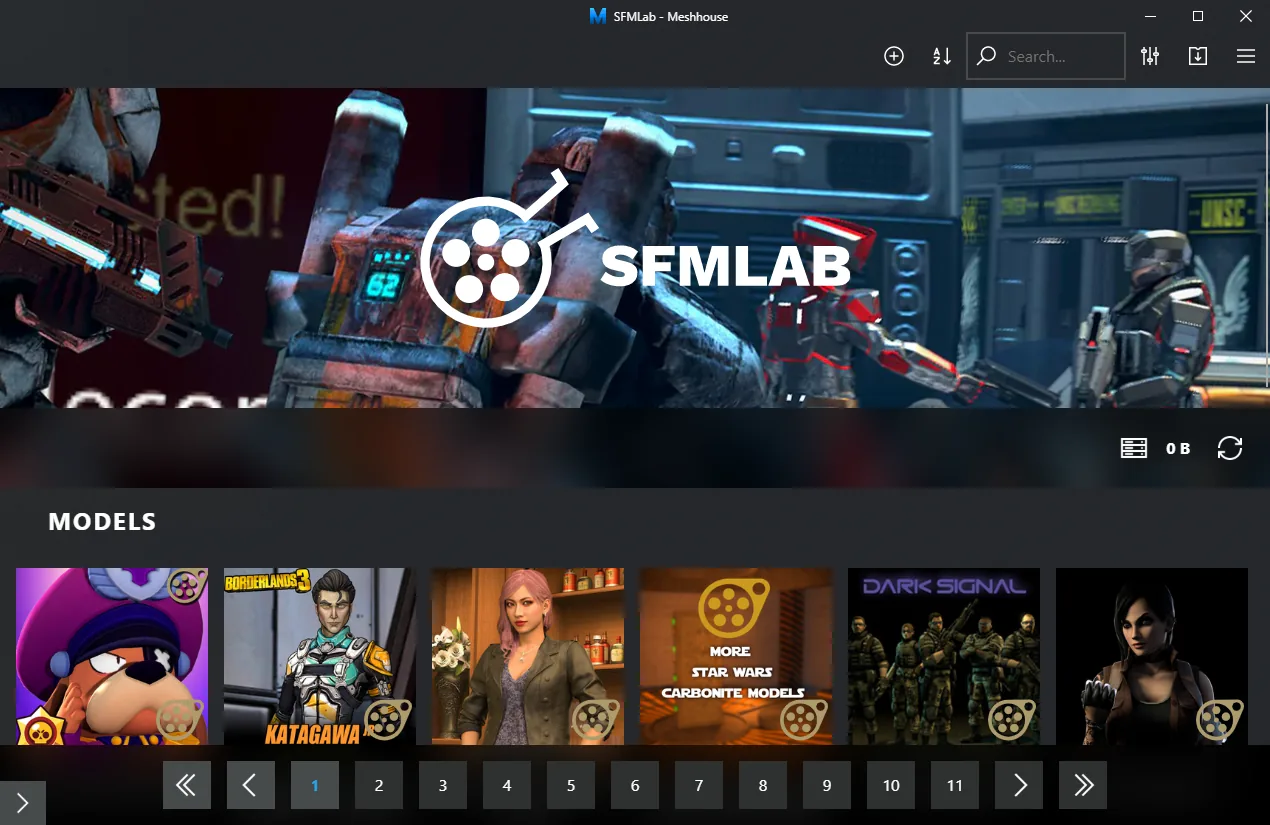 SFMLab - Meshhouse
Search...
cted!
UNSC
62
SFMLAB
0 B
MODELS
BORDERLANDS 3
KATAGAWA JR
MORE
STAR WARS
CARBONITE MODELS
DARK SIGNAL
1 2 3 4 5 6 7 8 9 10 11